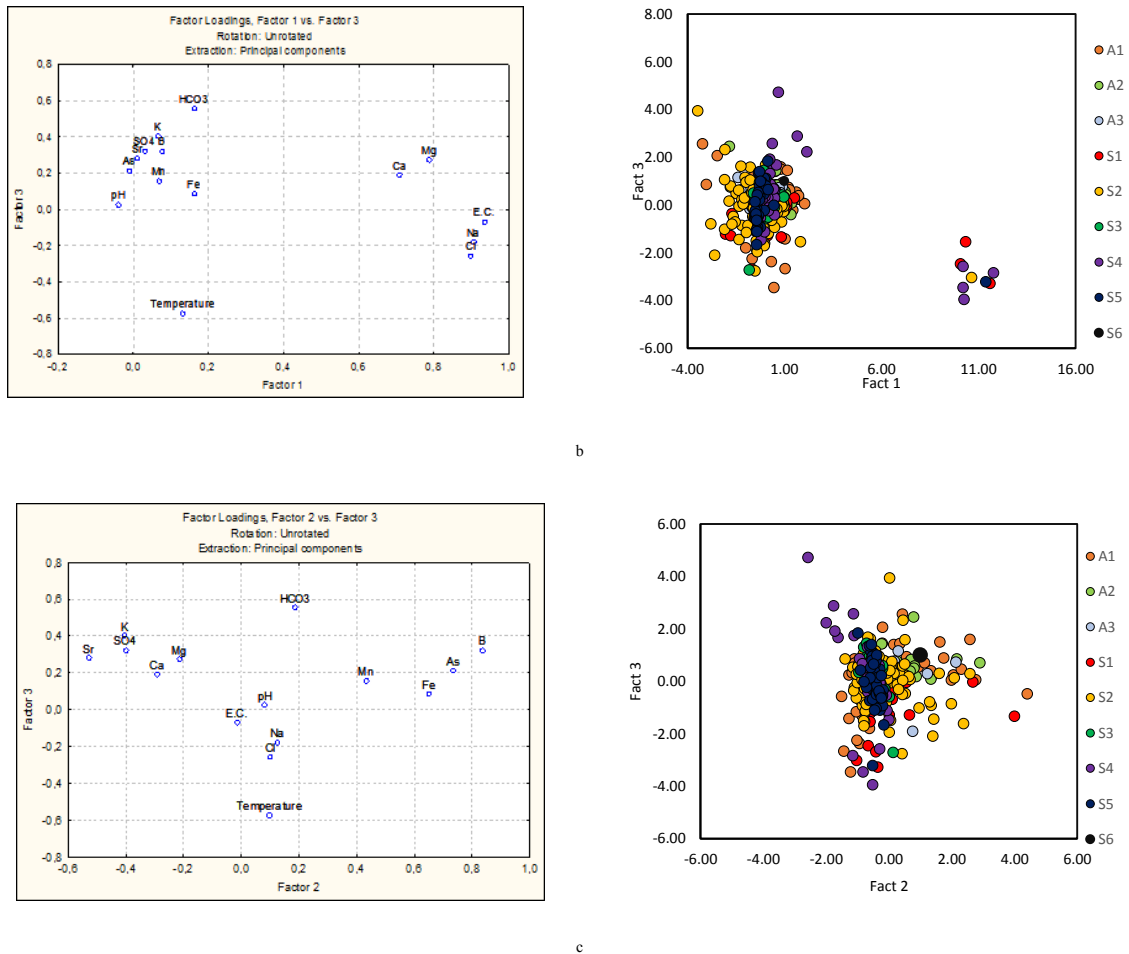 Factor Loadings, Factor 1 vs. Factor 3
Rotation: Unrotated
Extraction: Principal components
0,8
0,6
0,4
0,2
0,0
-0,2
-0,4
-0,6
-0,8
Factor 3
HCO3
K
SO4 B
Sr
As
Mn
Fe
pH
Mg
Ca
E.C.
Na
Cl
Temperature
-0,2 0,0 0,2 0,4 0,6 0,8 1,0
Factor 1
8.00
6.00
4.00
2.00
0.00
-2.00
-4.00
-6.00
Fact 3
-4.00 1.00 6.00 11.00 16.00
Fact 1
A1
A2
A3
S1
S2
S3
S4
S5
S6
b
Factor Loadings, Factor 2 vs. Factor 3
Rotation: Unrotated
Extraction: Principal components
0,8
0,6
0,4
0,2
0,0
-0,2
-0,4
-0,6
-0,8
Factor 3
HCO3
K
SO4
Sr
Mg
Ca
B
As
Mn
Fe
pH
E.C.
Na
Cl
Temperature
-0,6 -0,4 -0,2 0,0 0,2 0,4 0,6 0,8 1,0
Factor 2
6.00
4.00
2.00
0.00
-2.00
-4.00
-6.00
Fact 3
-6.00 -4.00 -2.00 0.00 2.00 4.00 6.00
Fact 2
A1
A2
A3
S1
S2
S3
S4
S5
S6
c